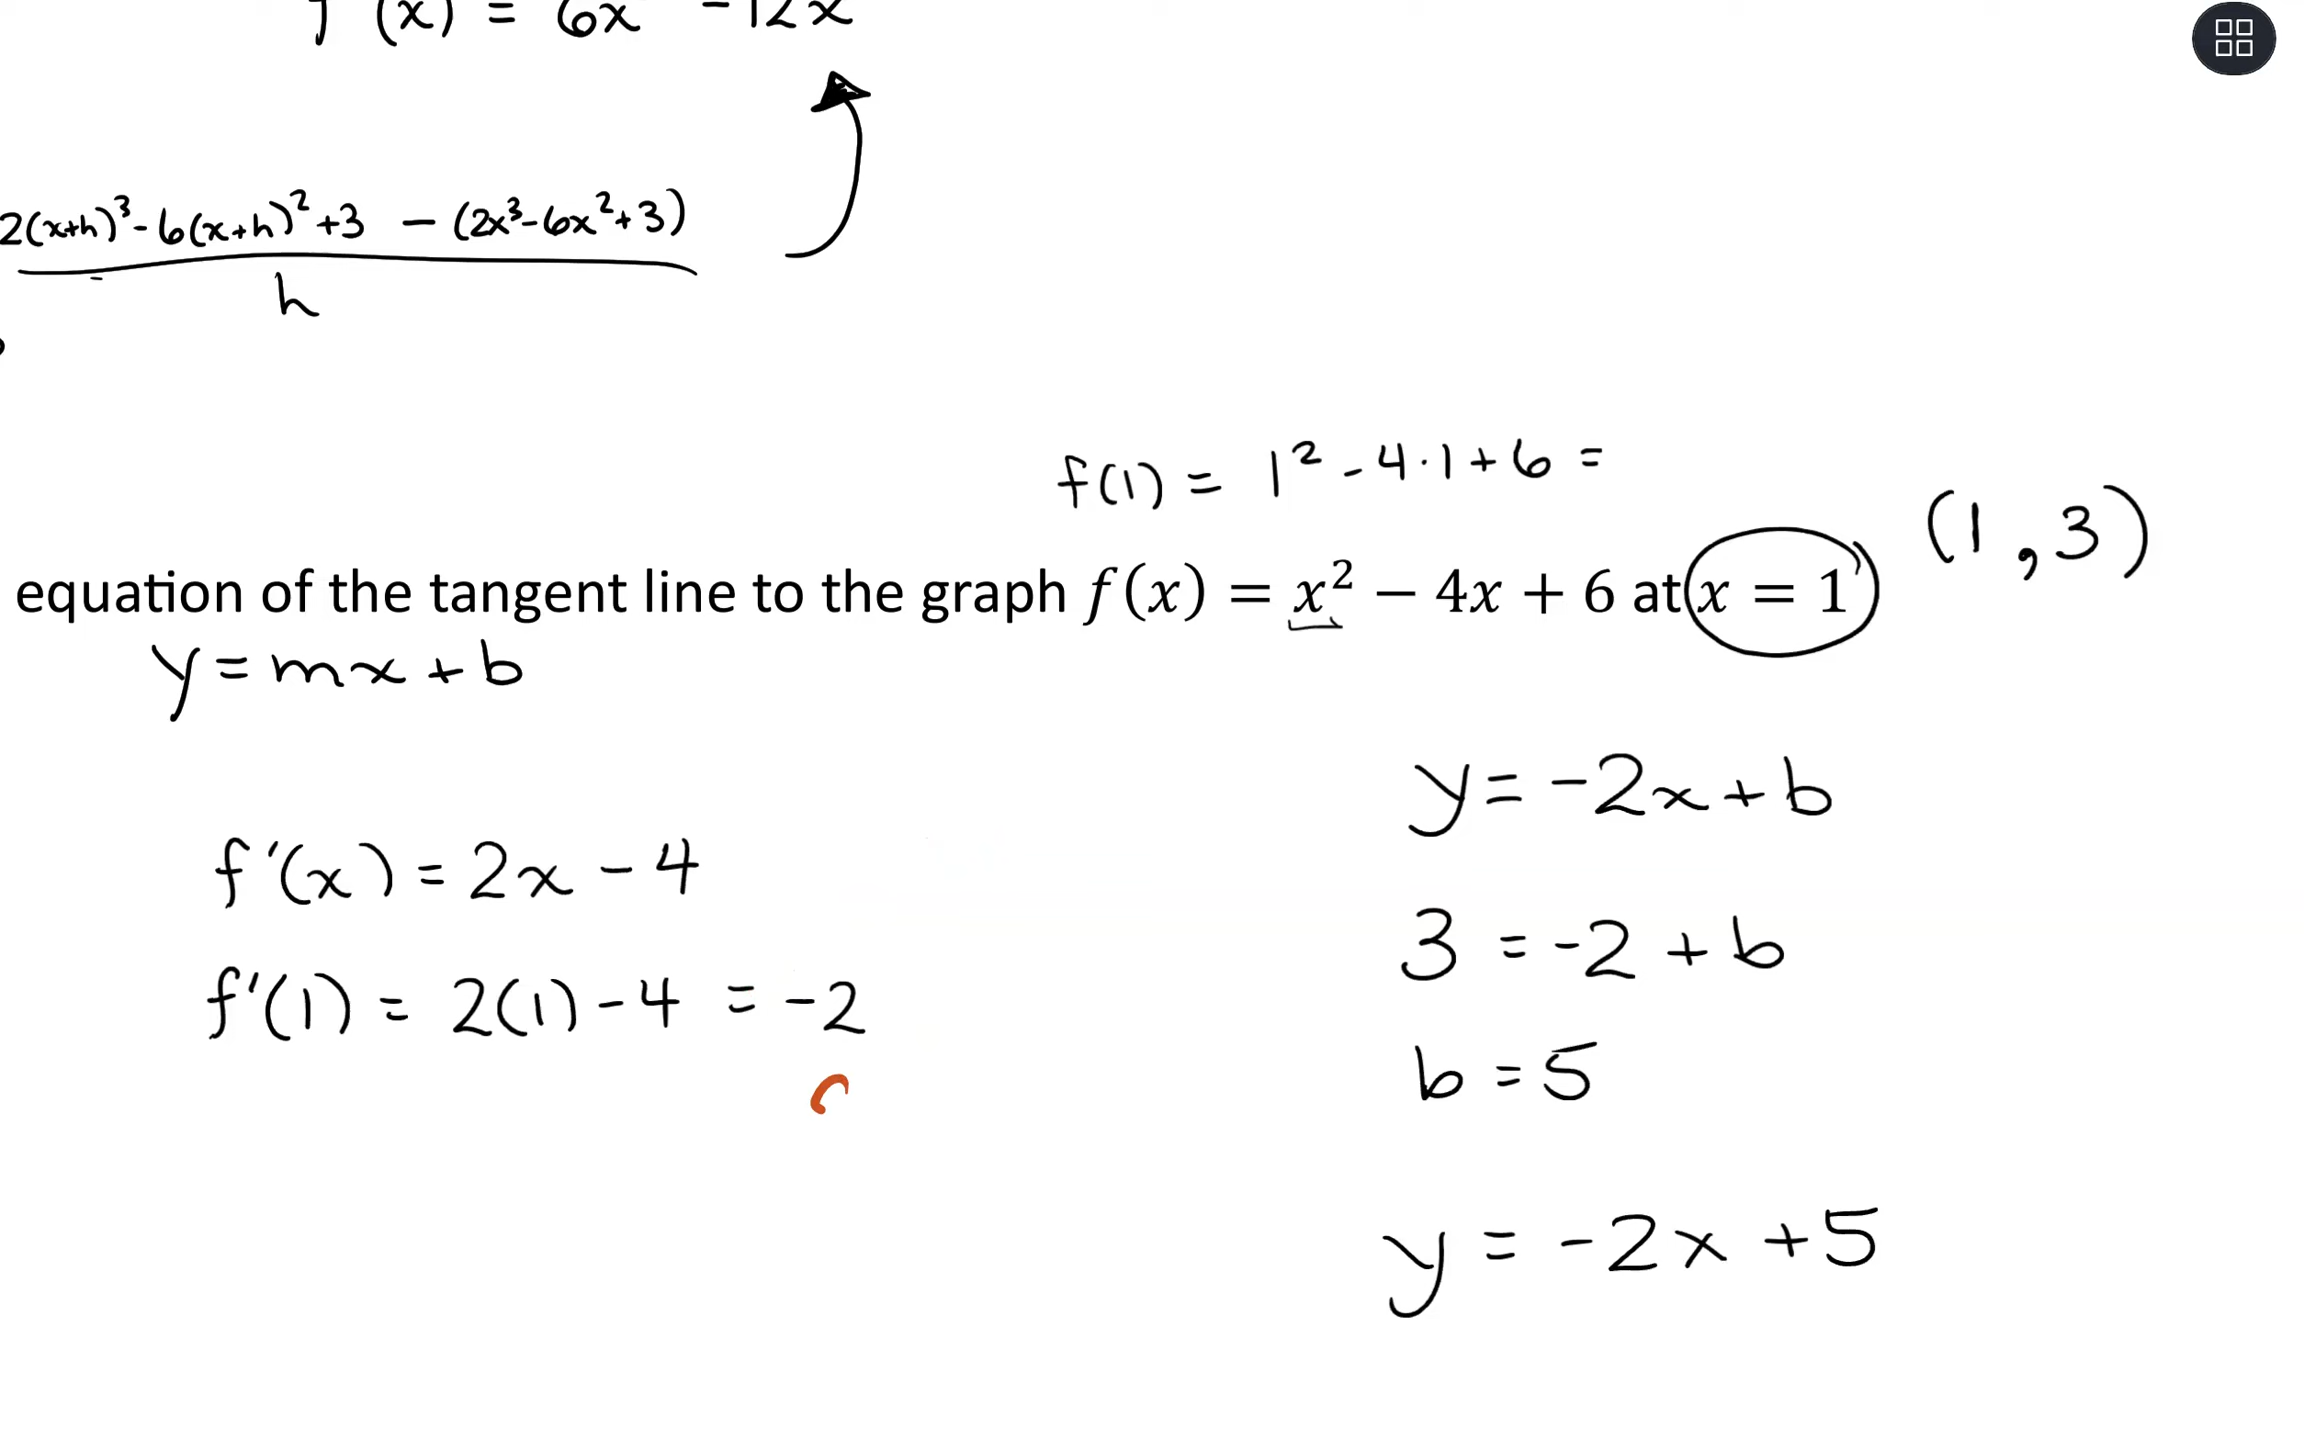 f'(x) = 6x² - 12x
2(x+h)³ - 6(x+h)² + 3 - (2x³ - 6x² + 3)
h
f(1) = 1² - 4·1 + 6 =
(1, 3)
equation of the tangent line to the graph f(x) = x² − 4x + 6 at x = 1
y = mx + b
y = -2x + b
f'(x) = 2x - 4
3 = -2 + b
f'(1) = 2(1) - 4 = -2
b = 5
y = -2x + 5